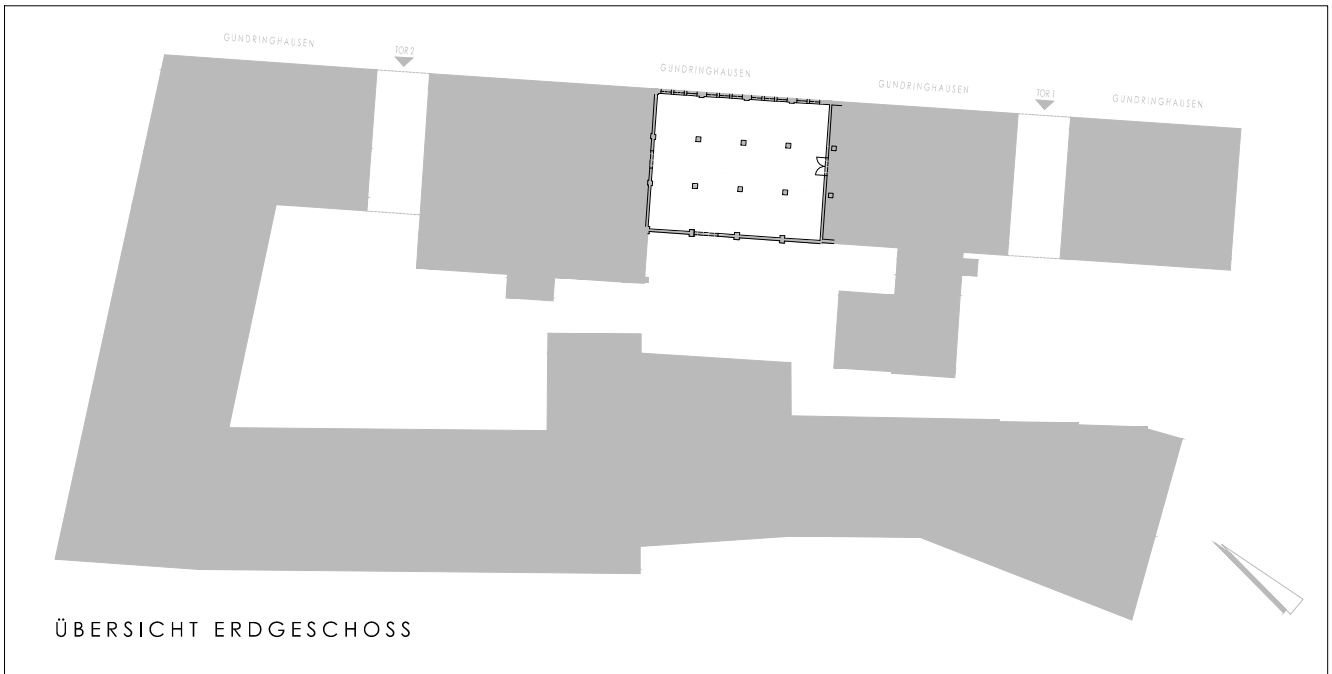 GUNDRINGHAUSEN
TOR 2
GUNDRINGHAUSEN
GUNDRINGHAUSEN
TOR 1
GUNDRINGHAUSEN
ÜBERSICHT ERDGESCHOSS